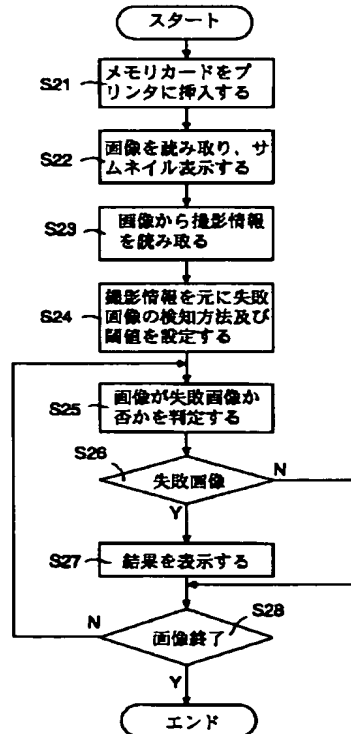 スタート
S21
メモリカードをプ
リンタに挿入する
S22
画像を読み取り、サ
ムネイル表示する
S23
画像から撮影情報
を読み取る
S24
撮影情報を元に失敗
画像の検知方法及び
閾値を設定する
S25
画像が失敗画像か
否かを判定する
S26
失敗画像
N
Y
S27
結果を表示する
S28
画像終了
N
Y
エンド